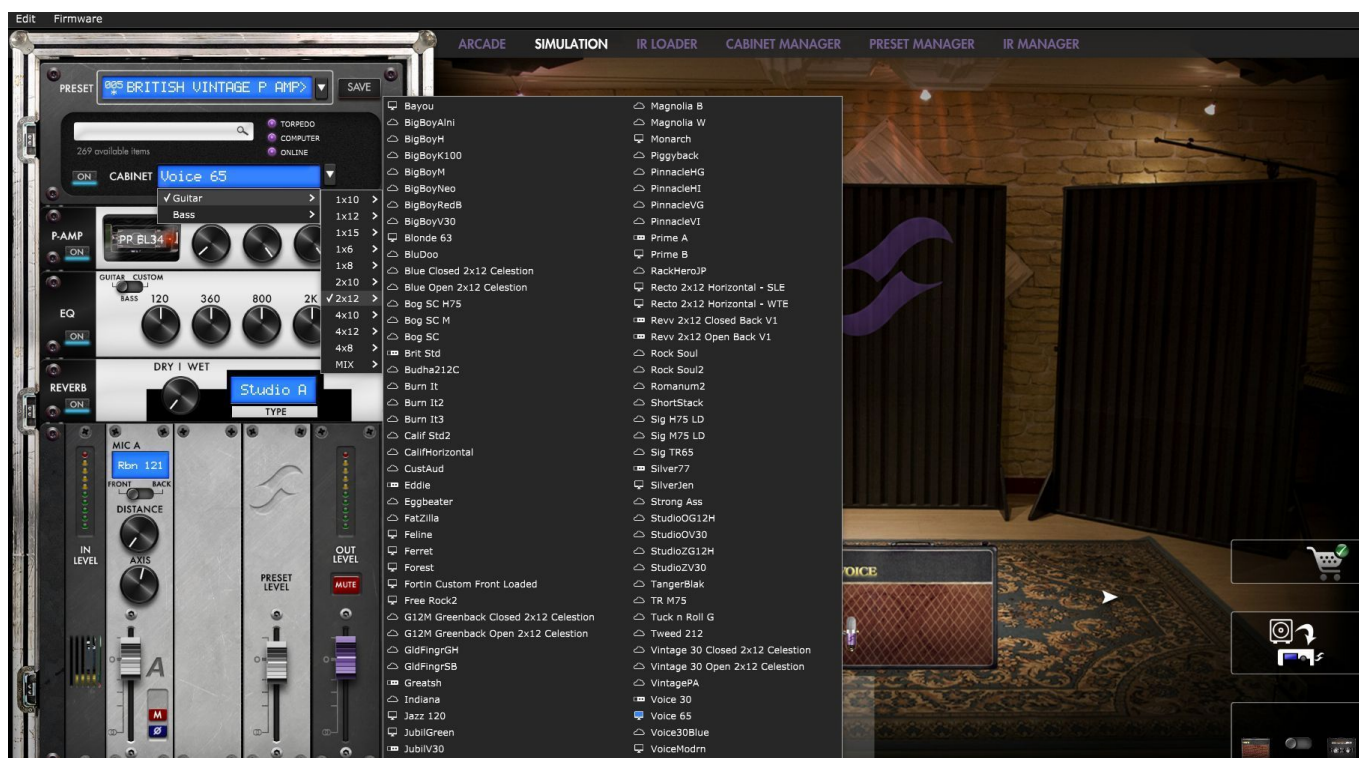 Edit Firmware
ARCADE SIMULATION IR LOADER CABINET MANAGER PRESET MANAGER IR MANAGER
PRESET 005 BRITISH VINTAGE P AMP> SAVE
*
TORPEDO
COMPUTER
269 available items
ONLINE
ON CABINET Voice 65
Guitar
Bass
P-AMP
ON
PP BL34
EQ
ON
GUITAR CUSTOM
BASS
120 360 800 2K
REVERB
ON
DRY | WET
Studio A
TYPE
1x10
1x12
1x15
1x6
1x8
2x10
2x12
4x10
4x12
4x8
MIX
Bayou
BigBoyAlni
BigBoyH
BigBoyK100
BigBoyM
BigBoyNeo
BigBoyRedB
BigBoyV30
Blonde 63
BluDoo
Blue Closed 2x12 Celestion
Blue Open 2x12 Celestion
Bog SC H75
Bog SC M
Bog SC
Brit Std
Budha212C
Burn It
Burn It2
Burn It3
Calif Std2
CalifHorizontal
CustAud
Eddie
Eggbeater
FatZilla
Feline
Ferret
Forest
Fortin Custom Front Loaded
Free Rock2
G12M Greenback Closed 2x12 Celestion
G12M Greenback Open 2x12 Celestion
GldFingrGH
GldFingrSB
Greatsh
Indiana
Jazz 120
JubilGreen
JubilV30
Magnolia B
Magnolia W
Monarch
Piggyback
PinnacleHG
PinnacleHI
PinnacleVG
PinnacleVI
Prime A
Prime B
RackHeroJP
Recto 2x12 Horizontal - SLE
Recto 2x12 Horizontal - WTE
Revv 2x12 Closed Back V1
Revv 2x12 Open Back V1
Rock Soul
Rock Soul2
Romanum2
ShortStack
Sig H75 LD
Sig M75 LD
Sig TR65
Silver77
SilverJen
Strong Ass
StudioOG12H
StudioOV30
StudioZG12H
StudioZV30
TangerBlak
TR M75
Tuck n Roll G
Tweed 212
Vintage 30 Closed 2x12 Celestion
Vintage 30 Open 2x12 Celestion
VintagePA
Voice 30
Voice 65
Voice30Blue
VoiceModrn
IN
LEVEL
MIC A
Rbn 121
FRONT BACK
DISTANCE
AXIS
A
M
Ø
PRESET
LEVEL
OUT
LEVEL
MUTE
VOICE